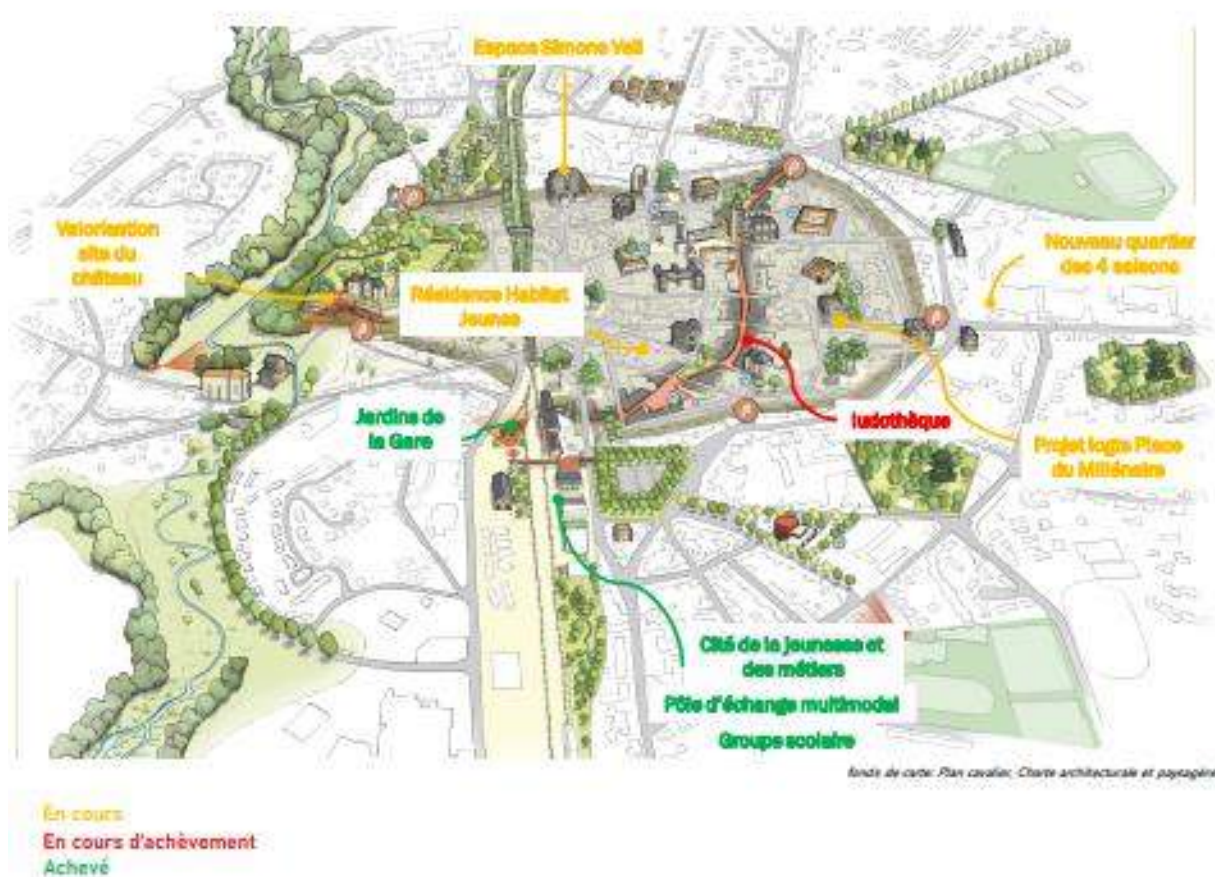 Espace Simone Veil
Valorisation
site du
château
Nouveau quartier
des 4 saisons
Résidence Habitat
Jeunes
Jardins de
la Gare
ludothèque
Projet logis Place
du Millénaire
Cité de la jeunesse et
des métiers
Pôle d'échange multimodal
Groupe scolaire
fonds de carte: Plan cavalier, Charte architecturale et paysagère
En cours
En cours d'achèvement
Achevé